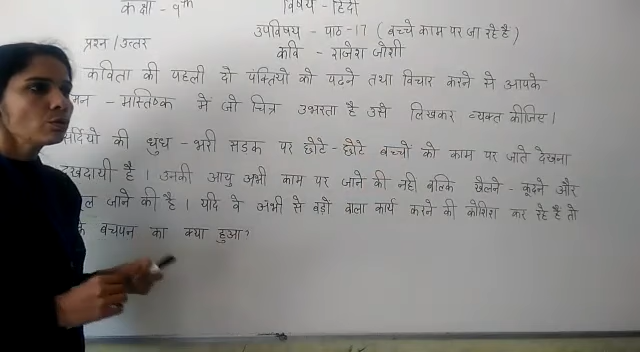 कक्षा - 9th विषय - हिंदी
उपविषय - पाठ - 17 ( बच्चे काम पर जा रहे है )
प्रश्न / उत्तर कवि - राजेश जोशी
कविता की पहली दो पंक्तियों को पढने तथा विचार करने से आपके
मन - मस्तिष्क मे जो चित्र उभरता है उसे लिखकर व्यक्त कीजिए।
सर्दियो की धुध - भरी सडक पर छोटे - छोटे बच्चो को काम पर जाते देखना
दुखदायी है । उनकी आयु अभी काम पर जाने की नही बल्कि खेलने - कूदने और
जाने की है । यदि वे अभी से बडो वाला कार्य करने की कोशिश कर रहे है तो
बचपन का क्या हुआ?